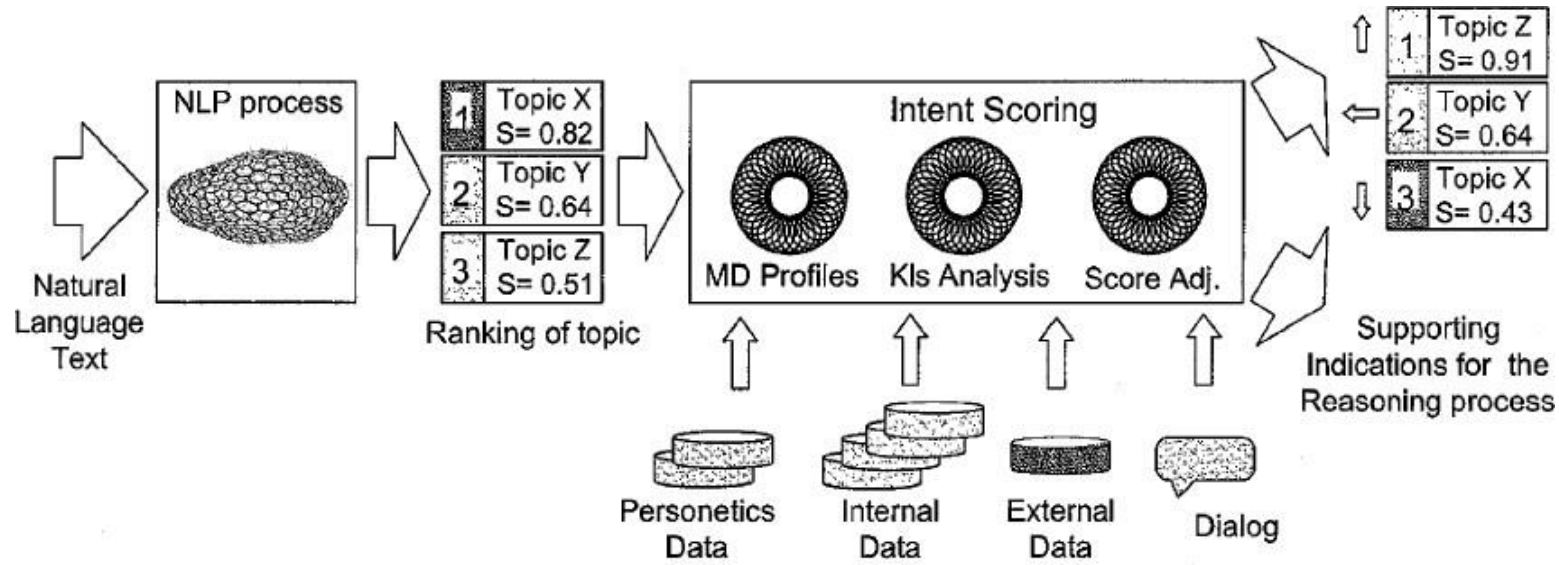 Natural
Language
Text
NLP process
1
Topic X
S= 0.82
2
Topic Y
S= 0.64
3
Topic Z
S= 0.51
Ranking of topic
Intent Scoring
MD Profiles
KIs Analysis
Score Adj.
Personetics
Data
Internal
Data
External
Data
Dialog
1
Topic Z
S= 0.91
2
Topic Y
S= 0.64
3
Topic X
S= 0.43
Supporting
Indications for the
Reasoning process